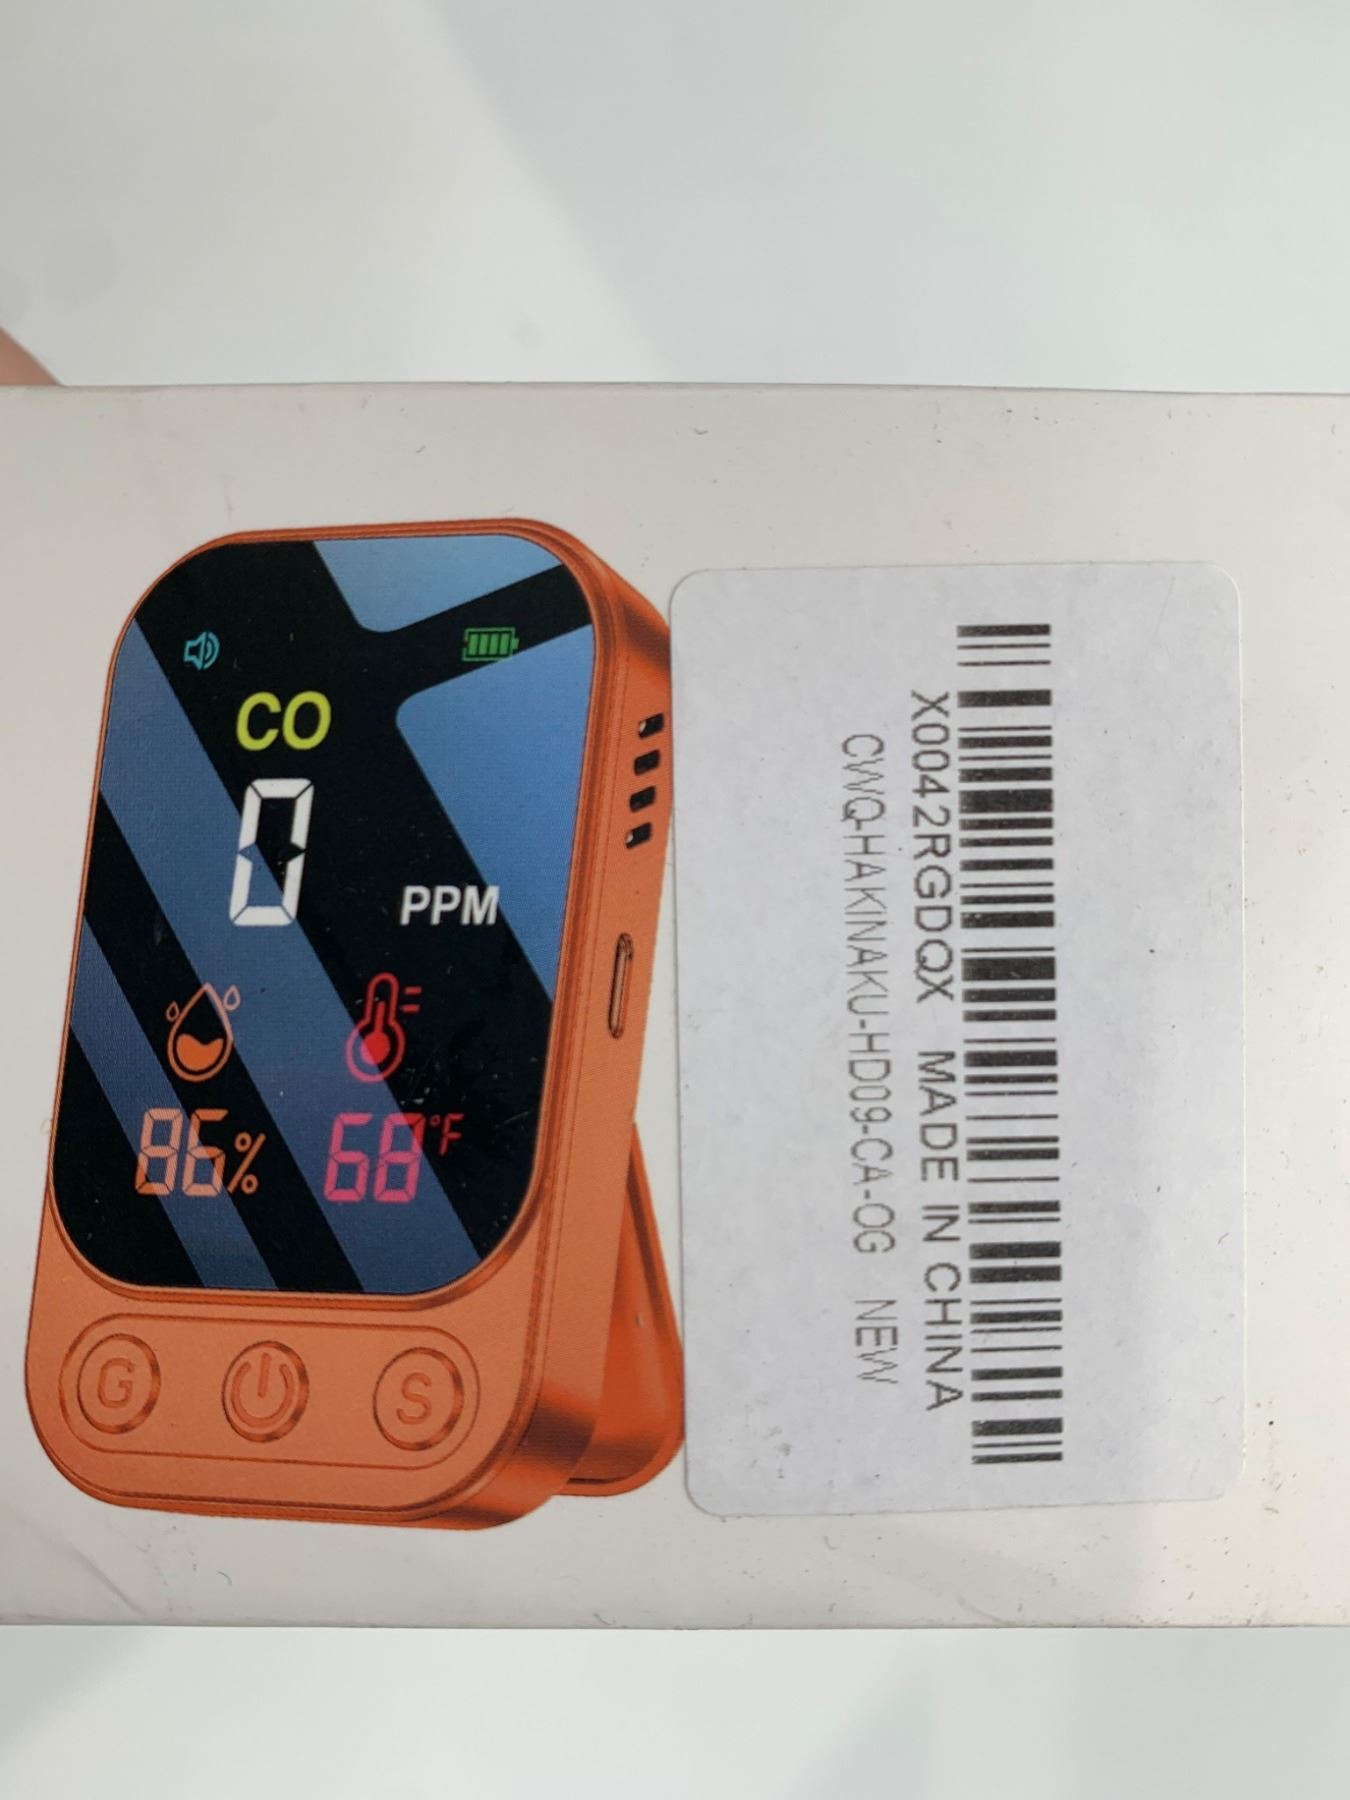 CO
0
PPM
86%
68°F
G
S
X0042RGDQX MADE IN CHINA
CWQ-HAKINAKU-HD09-CA-OG NEW